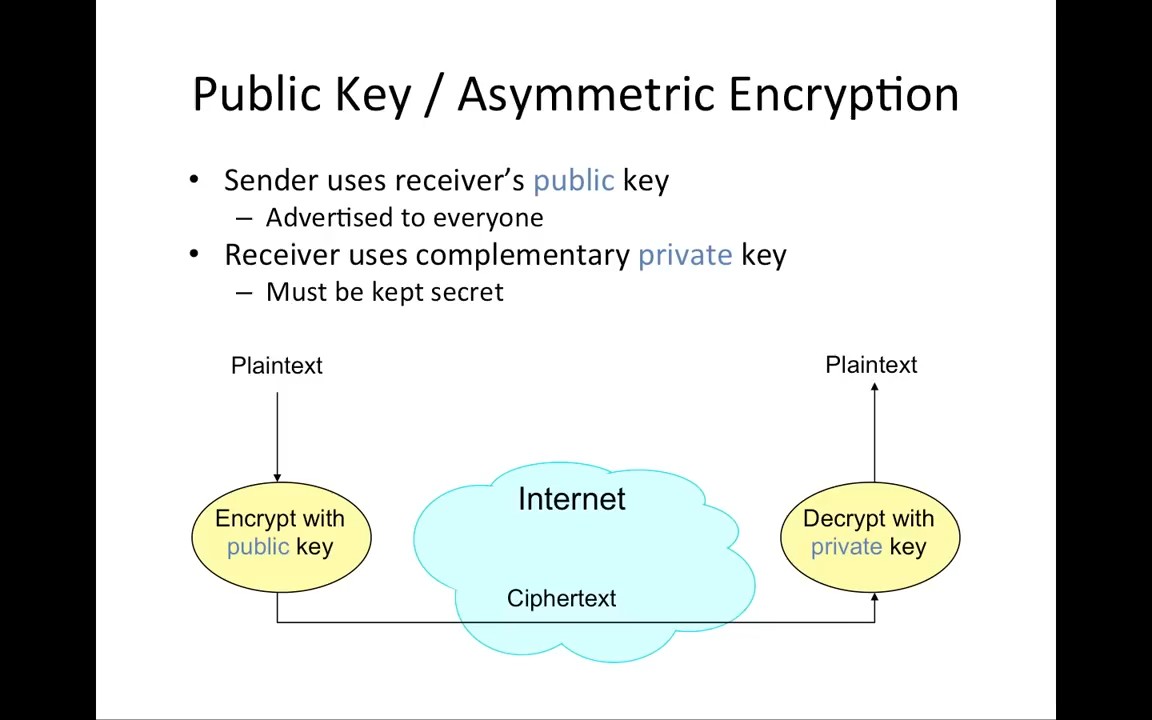 Public Key / Asymmetric Encryption
• Sender uses receiver’s public key
– Advertised to everyone
• Receiver uses complementary private key
– Must be kept secret
Plaintext
Plaintext
Internet
Encrypt with
public key
Decrypt with
private key
Ciphertext